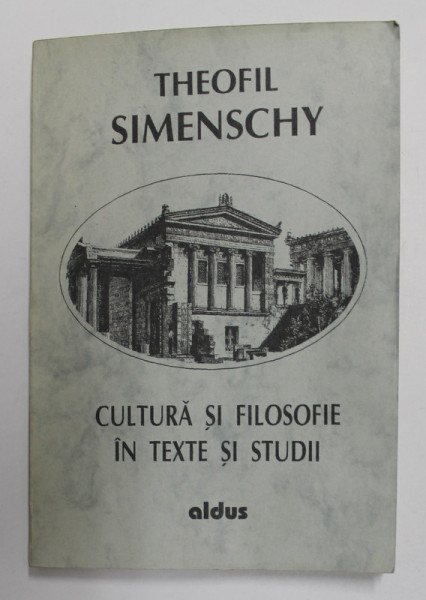 THEOFIL
SIMENSCHY
CULTURĂ ȘI FILOSOFIE
ÎN TEXTE ȘI STUDII
aldus